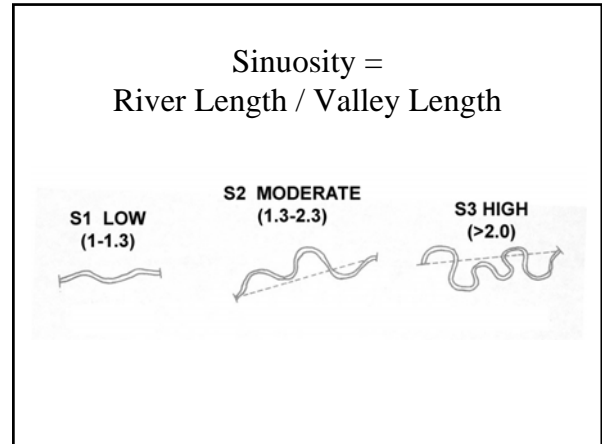 Sinuosity =
River Length / Valley Length
S1 LOW
(1-1.3)
S2 MODERATE
(1.3-2.3)
S3 HIGH
(>2.0)